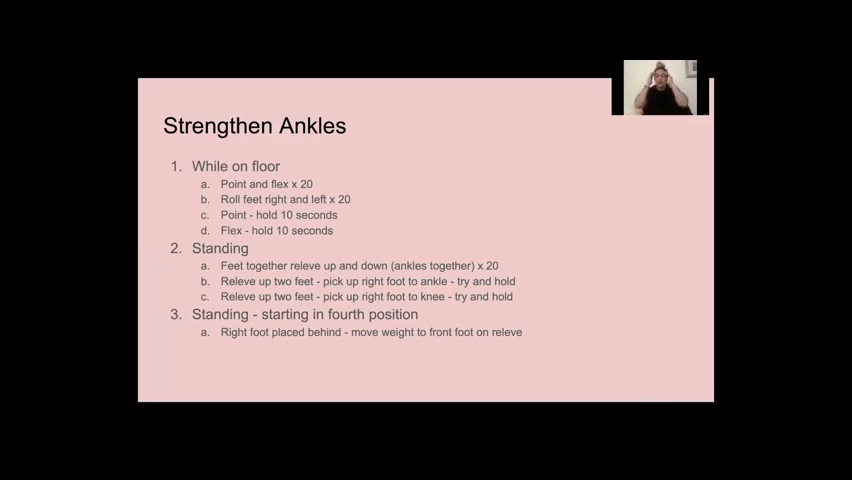 Strengthen Ankles
1. While on floor
a. Point and flex x 20
b. Roll feet right and left x 20
c. Point - hold 10 seconds
d. Flex - hold 10 seconds
2. Standing
a. Feet together releve up and down (ankles together) x 20
b. Releve up two feet - pick up right foot to ankle - try and hold
c. Releve up two feet - pick up right foot to knee - try and hold
3. Standing - starting in fourth position
a. Right foot placed behind - move weight to front foot on releve